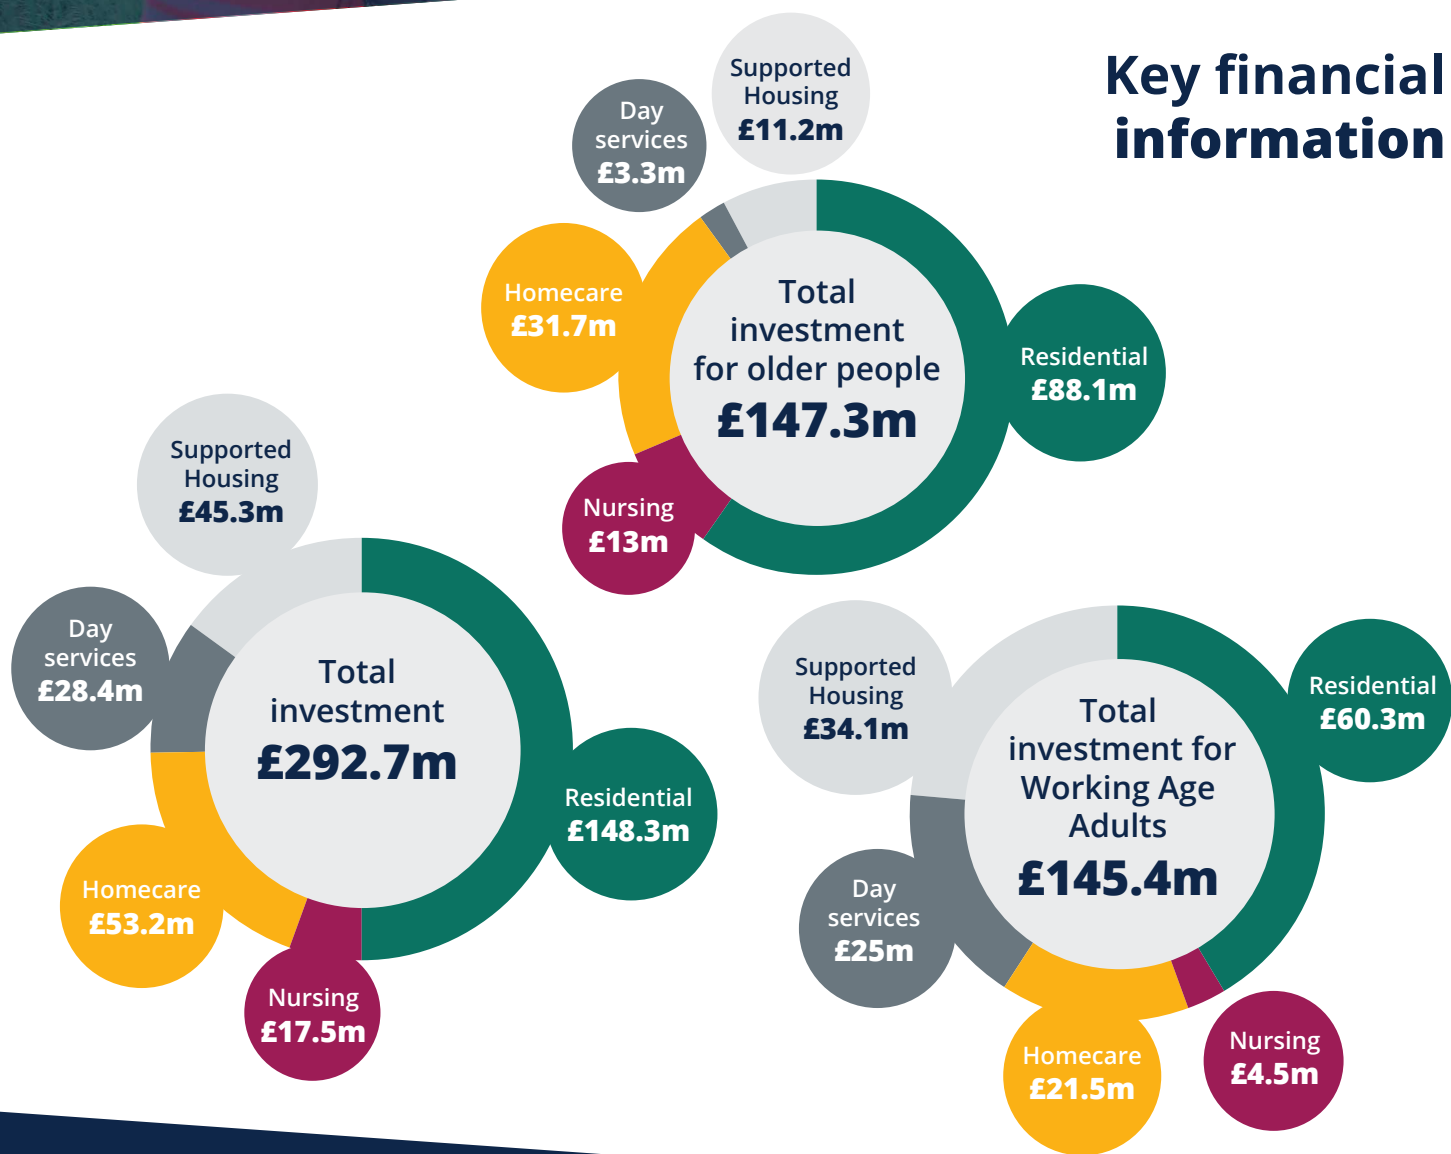 Key financial
information
Supported
Housing
£11.2m
Day
services
£3.3m
Homecare
£31.7m
Nursing
£13m
Residential
£88.1m
Total
investment
for older people
£147.3m
Supported
Housing
£45.3m
Day
services
£28.4m
Homecare
£53.2m
Nursing
£17.5m
Residential
£148.3m
Total
investment
£292.7m
Supported
Housing
£34.1m
Day
services
£25m
Homecare
£21.5m
Nursing
£4.5m
Residential
£60.3m
Total
investment for
Working Age
Adults
£145.4m